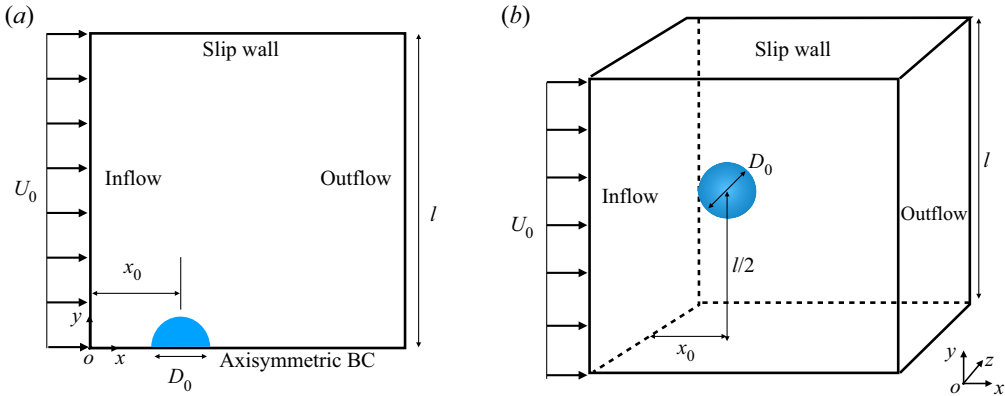 (a)
Slip wall
Inflow
Outflow
U₀
l
x₀
y
o
x
D₀
Axisymmetric BC
(b)
Slip wall
D₀
l
Inflow
Outflow
U₀
l/2
x₀
y
z
o
x